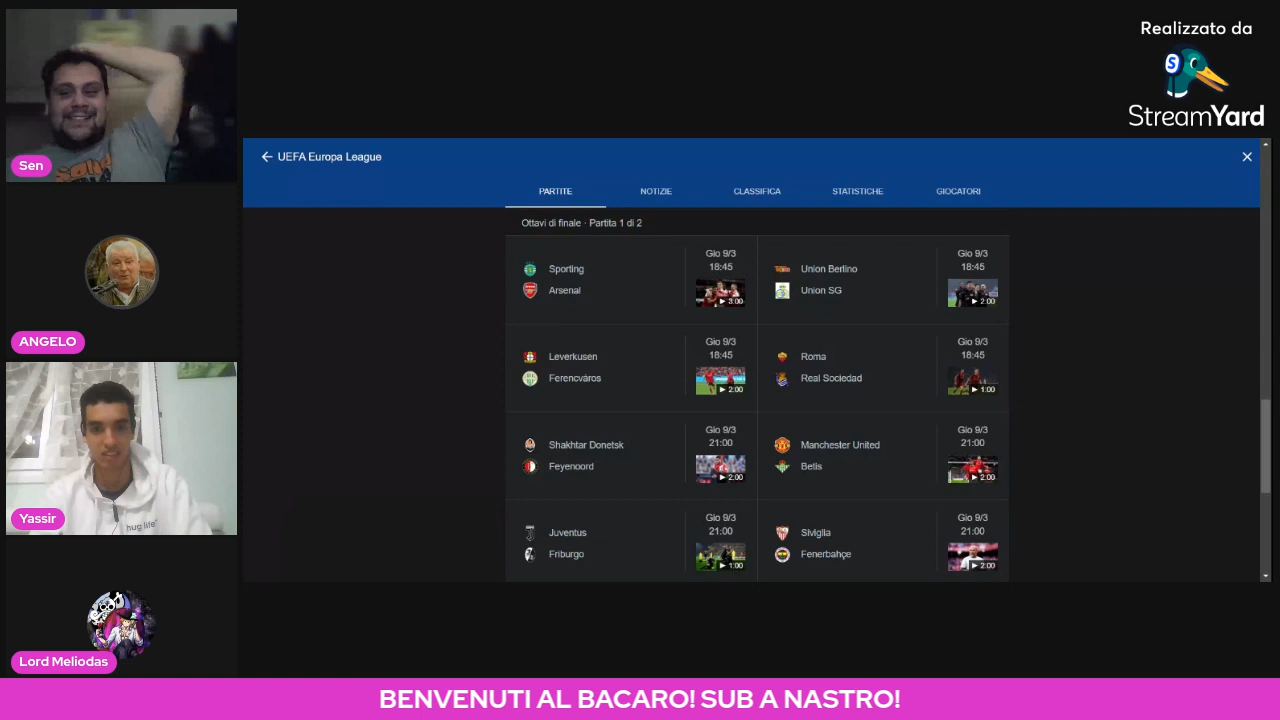 Realizzato da
StreamYard
Sen
ANGELO
Yassir
hug life
Lord Meliodas
UEFA Europa League
PARTITE
NOTIZIE
CLASSIFICA
STATISTICHE
GIOCATORI
Ottavi di finale · Partita 1 di 2
Sporting
Arsenal
Gio 9/3
18:45
3:00
Union Berlino
Union SG
Gio 9/3
18:45
2:00
Leverkusen
Ferencváros
Gio 9/3
18:45
2:00
Roma
Real Sociedad
Gio 9/3
18:45
1:00
Shakhtar Donetsk
Feyenoord
Gio 9/3
21:00
2:00
Manchester United
Betis
Gio 9/3
21:00
2:00
Juventus
Friburgo
Gio 9/3
21:00
1:00
Siviglia
Fenerbahçe
Gio 9/3
21:00
2:00
BENVENUTI AL BACARO! SUB A NASTRO!